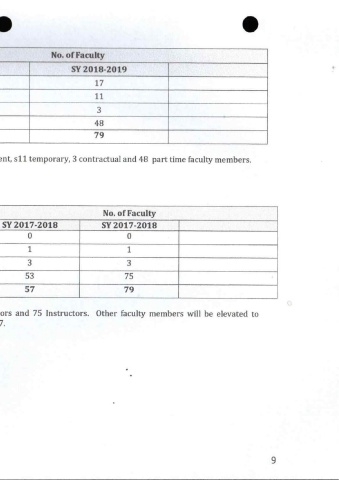 No. of Faculty
SY 2018-2019
17
11
3
48
79
ent, s11 temporary, 3 contractual and 48 part time faculty members.
No. of Faculty
SY 2017-2018 SY 2017-2018
0 0
1 1
3 3
53 75
57 79
ors and 75 Instructors. Other faculty members will be elevated to
7.
9